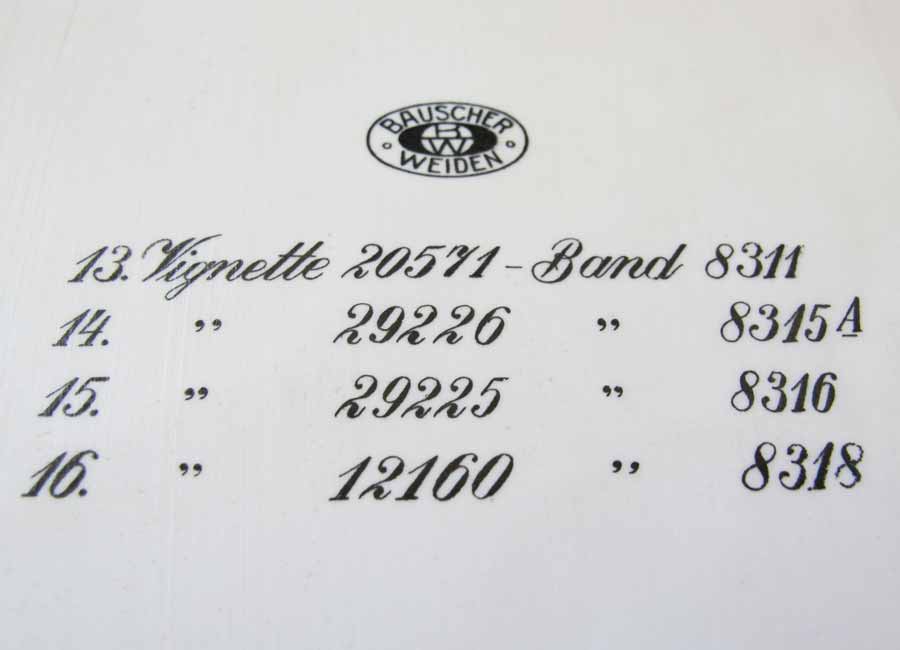 BAUSCHER
BW
WEIDEN
13. Vignette 20571 - Band 8311
14. „ 29226 „ 8315A
15. „ 29225 „ 8316
16. „ 12160 „ 8318